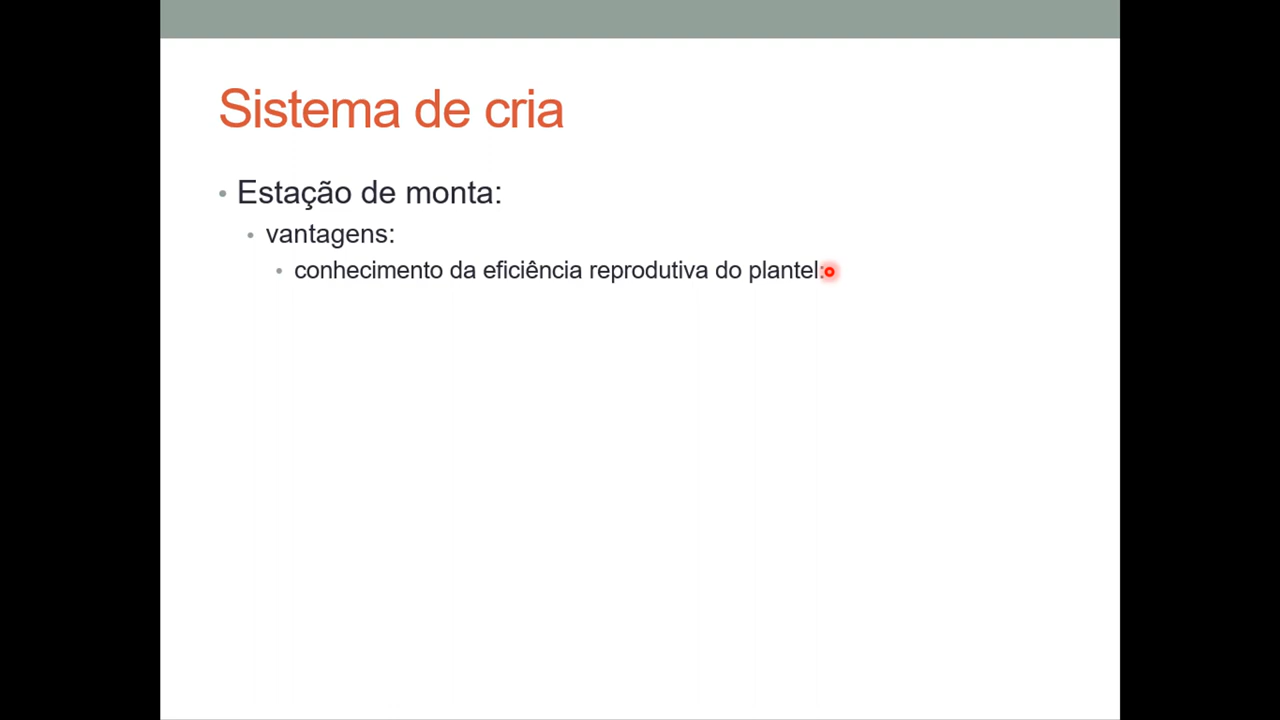 Sistema de cria
• Estação de monta:
• vantagens:
• conhecimento da eficiência reprodutiva do plantel: